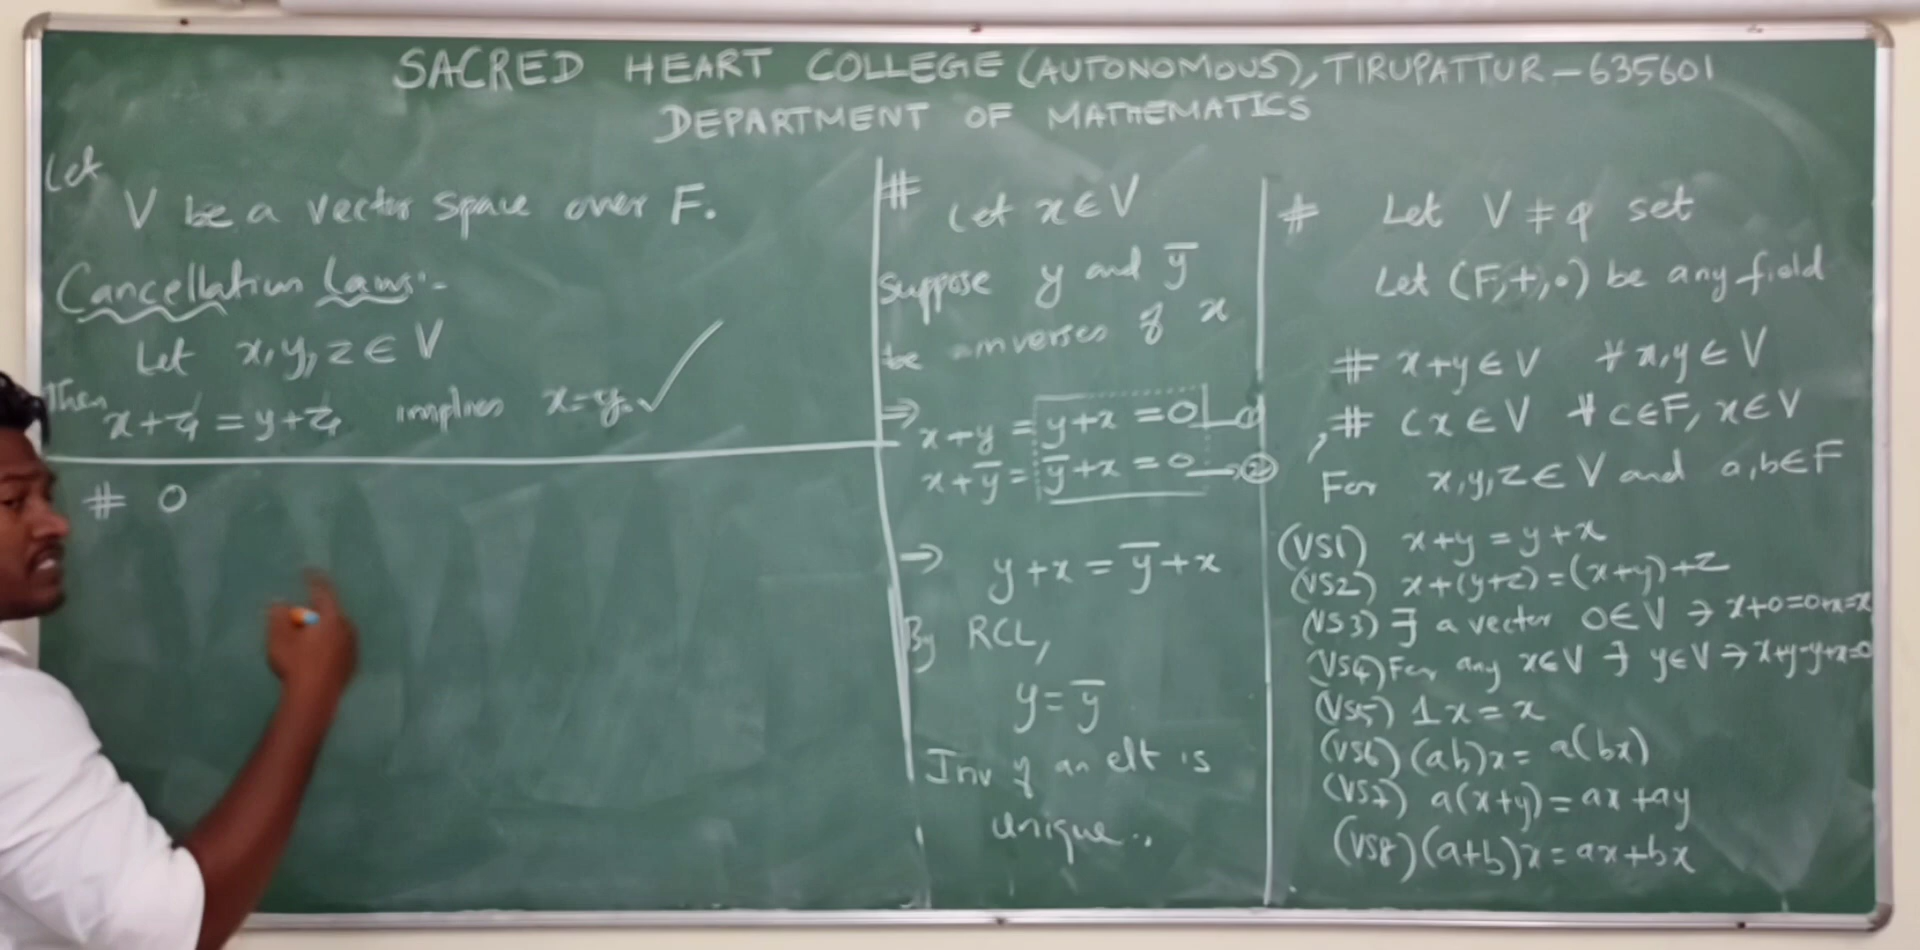 SACRED HEART COLLEGE (AUTONOMOUS), TIRUPATTUR - 635601
DEPARTMENT OF MATHEMATICS
Let
V be a vector space over F.
Cancellation Laws:-
Let x, y, z ∈ V
Then
x+z = y+z implies x=y. ✓
# 0
# Let x ∈ V
Suppose y and ȳ
be inverses of x
⇒ x+y = y+x = 0 — ①
x+ȳ = ȳ+x = 0 → ②
⇒ y+x = ȳ+x
By RCL,
y = ȳ
Inv of an elt is
unique..
# Let V ≠ φ set
Let (F,+,·) be any field
# x+y ∈ V ∀ x,y ∈ V
# cx ∈ V ∀ c∈F, x∈V
For x,y,z ∈ V and a,b∈F
(VS1) x+y = y+x
(VS2) x+(y+z) = (x+y)+z
(VS3) ∃ a vector 0∈V ∋ x+0=0+x=x
(VS4) For any x∈V ∃ y∈V ∋ x+y=y+x=0
(VS5) 1x = x
(VS6) (ab)x = a(bx)
(VS7) a(x+y) = ax+ay
(VS8) (a+b)x = ax+bx